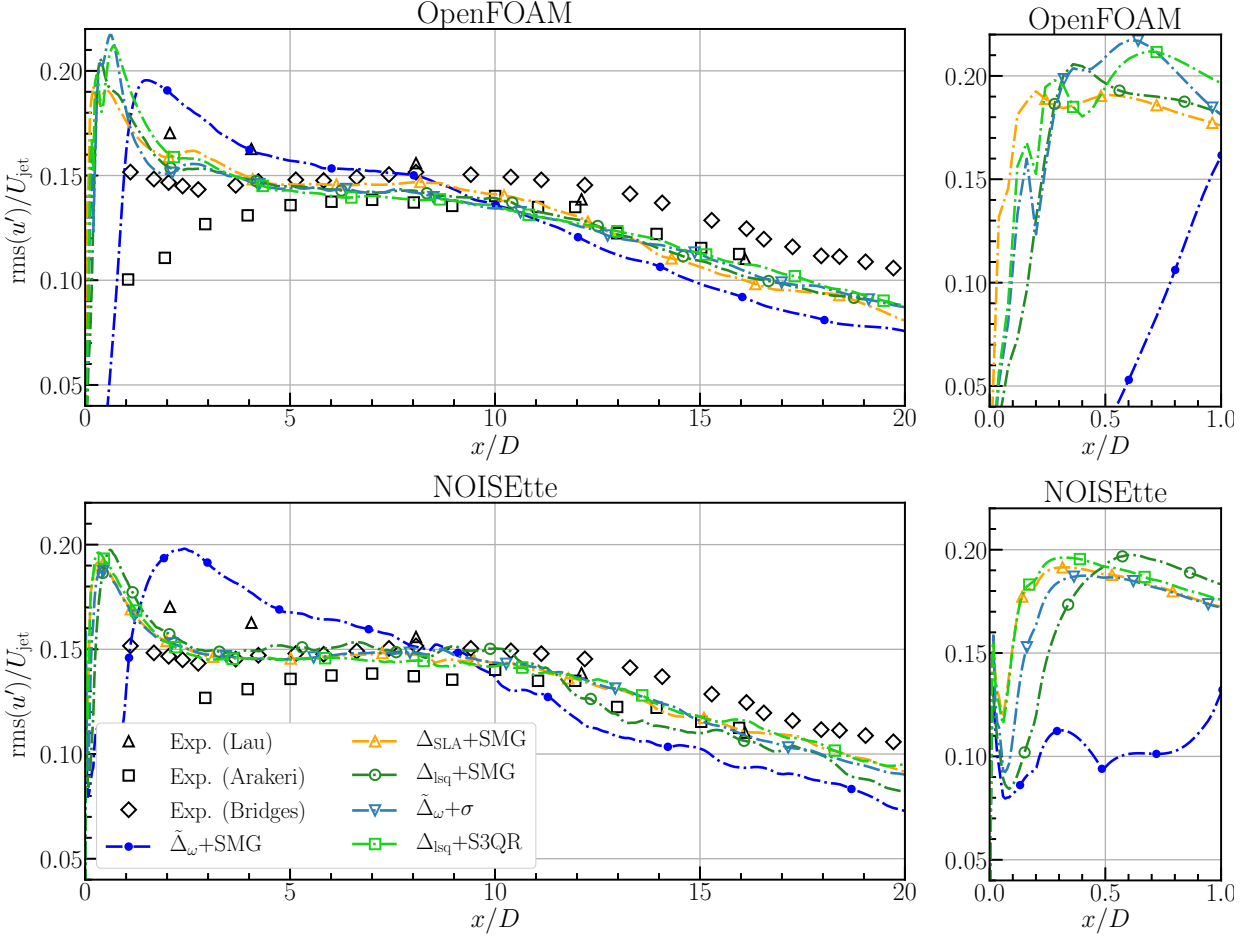 OpenFOAM
OpenFOAM
rms(u′)/U_jet
0.20
0.15
0.10
0.05
0 5 10 15 20
x/D
0.20
0.15
0.10
0.05
0.0 0.5 1.0
x/D
NOISEtte
NOISEtte
rms(u′)/U_jet
0.20
0.15
0.10
0.05
Exp. (Lau)
Exp. (Arakeri)
Exp. (Bridges)
Δ̃_ω+SMG
Δ_SLA+SMG
Δ_lsq+SMG
Δ̃_ω+σ
Δ_lsq+S3QR
0 5 10 15 20
x/D
0.20
0.15
0.10
0.05
0.0 0.5 1.0
x/D